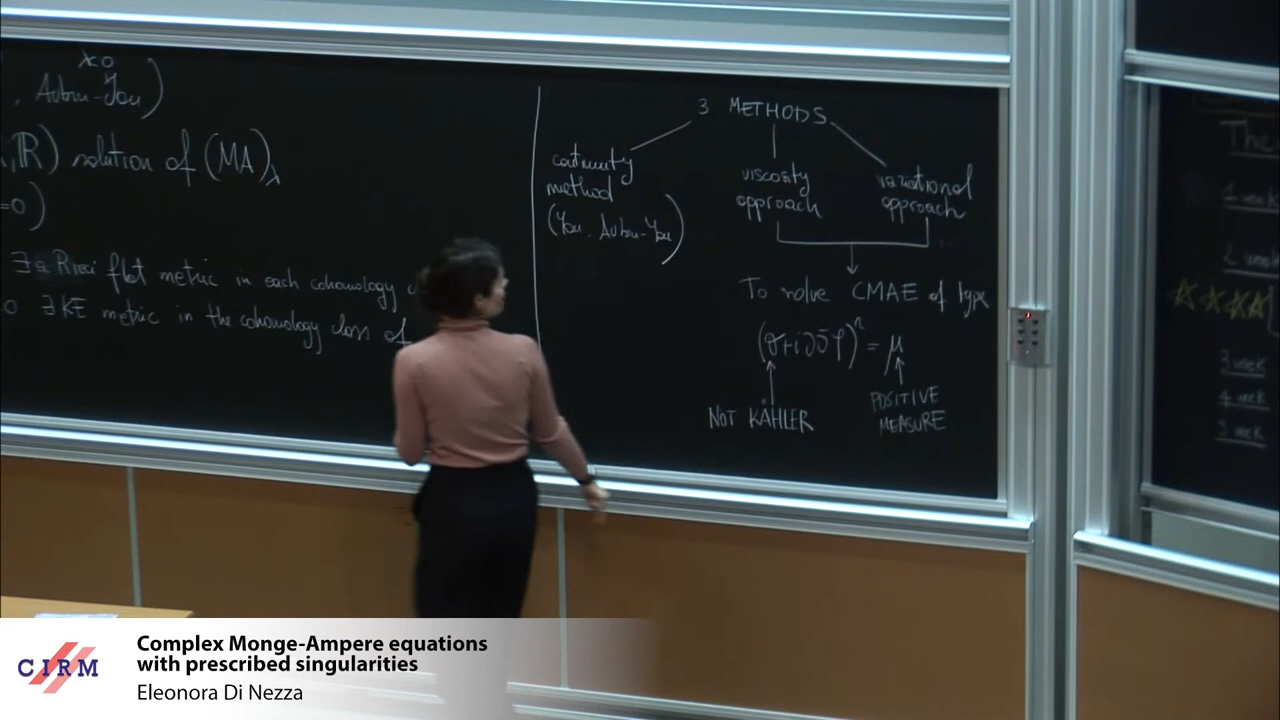 <0
, Aubin-Yau)
, ℝ) solution of (MA)λ
=0)
∃ a Ricci flat metric in each cohomology
0 ∃ KE metric in the cohomology class of
3 METHODS
continuity
method
(Yau, Aubin-Yau)
viscosity
approach
variational
approach
To solve CMAE of type
(θ+i∂∂̄φ)ⁿ = μ
NOT KÄHLER
POSITIVE
MEASURE
The
1 week
2 week
3 week
4 week
5 week
CIRM
Complex Monge-Ampere equations
with prescribed singularities
Eleonora Di Nezza